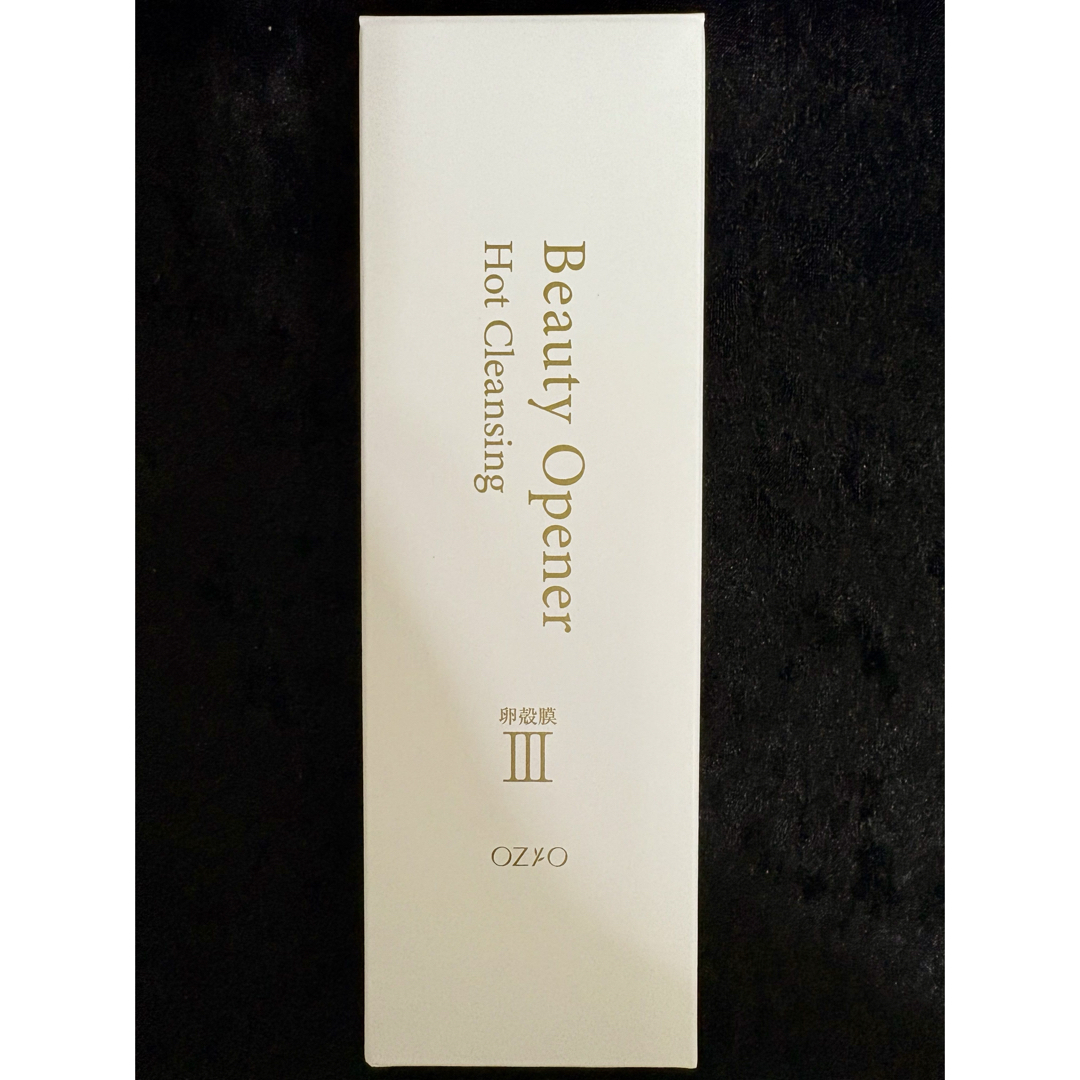 Beauty Opener
Hot Cleansing
卵殻膜
III
OZIO